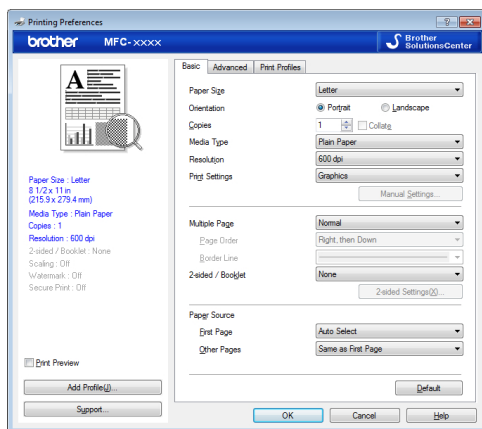 Printing Preferences
brother MFC-xxxx
Brother
SolutionsCenter
Basic Advanced Print Profiles
A
Paper Size : Letter
8 1/2 x 11 in
(215.9 x 279.4 mm)
Media Type : Plain Paper
Copies : 1
Resolution : 600 dpi
2-sided / Booklet : None
Scaling : Off
Watermark : Off
Secure Print : Off
Print Preview
Add Profile(J)...
Support...
Paper Size Letter
Orientation Portrait Landscape
Copies 1 Collate
Media Type Plain Paper
Resolution 600 dpi
Print Settings Graphics
Manual Settings...
Multiple Page Normal
Page Order Right, then Down
Border Line
2-sided / Booklet None
2-sided Settings(X)...
Paper Source
First Page Auto Select
Other Pages Same as First Page
Default
OK Cancel Help